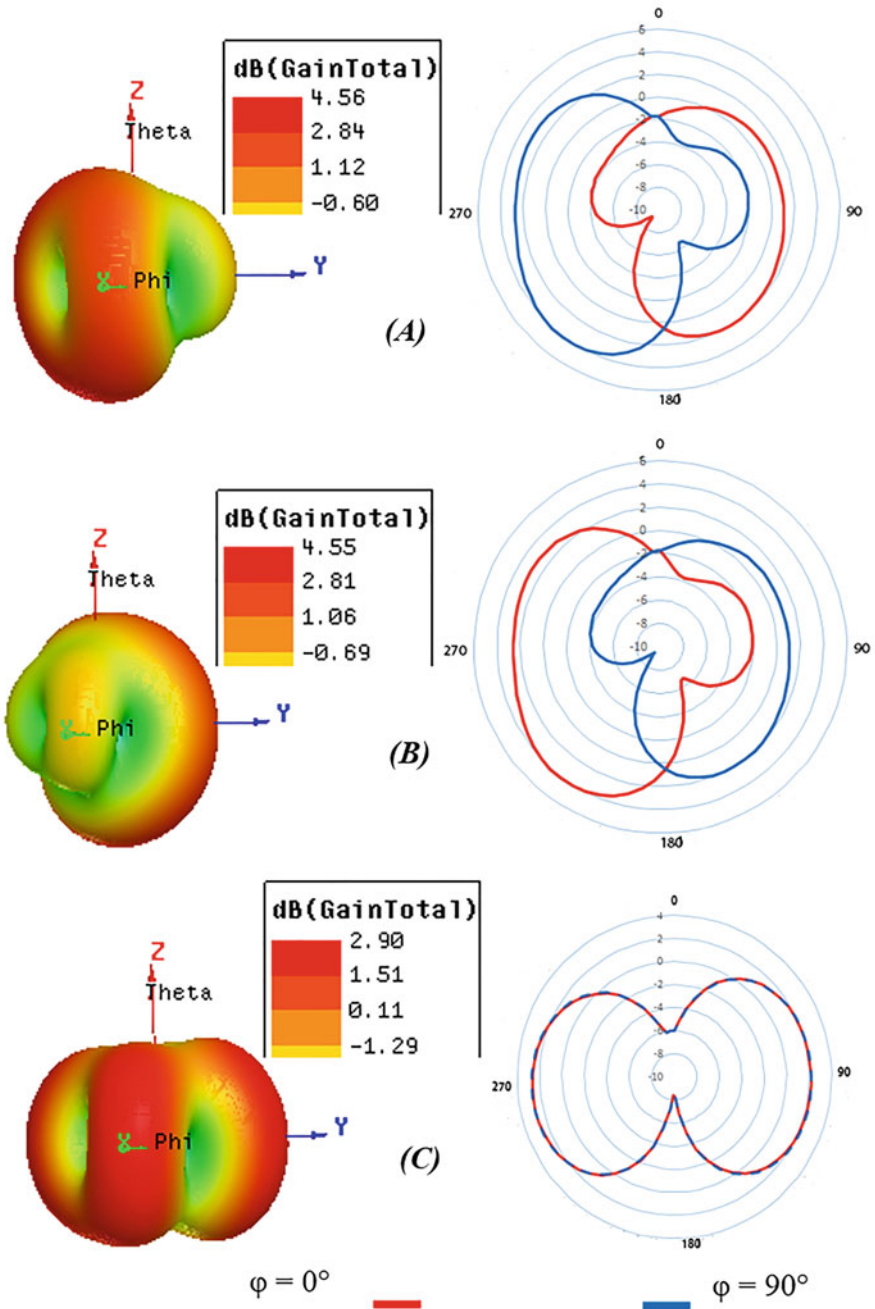 dB(GainTotal)
4.56
2.84
1.12
-0.60
Z
Theta
X Phi
Y
(A)
0
6
4
2
0
-2
-4
-6
-8
-10
270
90
180
dB(GainTotal)
4.55
2.81
1.06
-0.69
Z
Theta
X Phi
Y
(B)
0
6
4
2
0
-2
-4
-6
-8
-10
270
90
180
dB(GainTotal)
2.90
1.51
0.11
-1.29
Z
Theta
X Phi
Y
(C)
0
4
2
0
-2
-4
-6
-8
-10
270
90
180
φ = 0°
φ = 90°